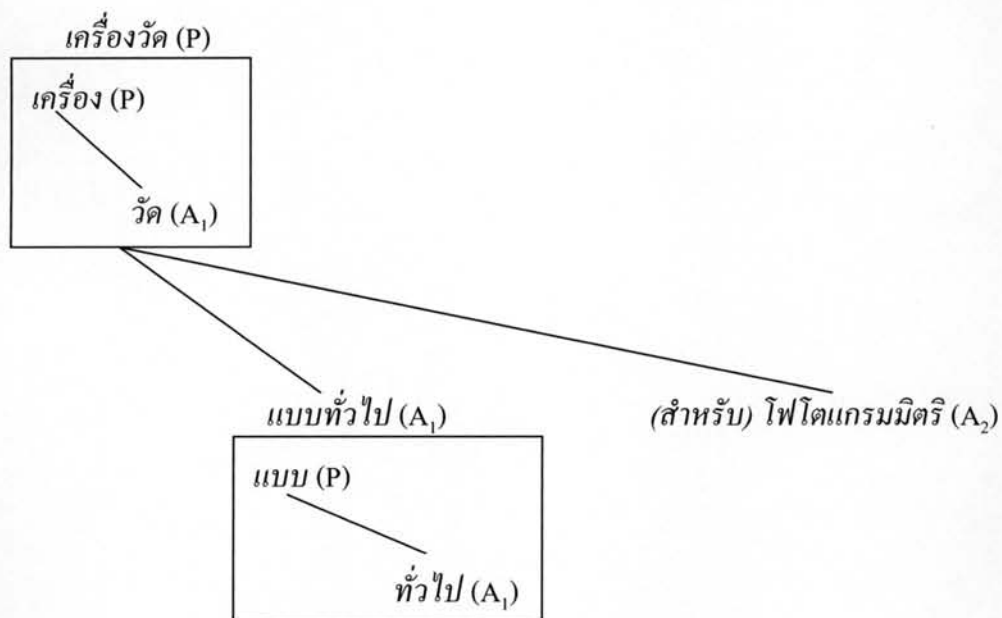 เครื่องวัด (P)
เครื่อง (P)
วัด (A₁)
แบบทั่วไป (A₁)
(สำหรับ) โฟโตแกรมมิตริ (A₂)
แบบ (P)
ทั่วไป (A₁)